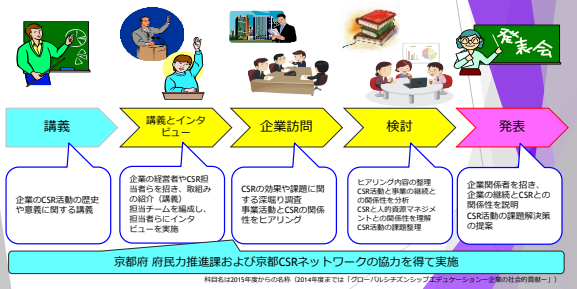 発表会
講義
講義とインタ
ビュー
企業訪問
検討
発表
企業のCSR活動の歴史
や意義に関する講義
企業の経営者やCSR担
当者らを招き、取組み
の紹介（講義）
担当チームを編成し、
担当者らにインタ
ビューを実施
CSRの効果や課題に関
する深堀り調査
事業活動とCSRの関係
性をヒアリング
ヒアリング内容の整理
CSR活動と事業の継続と
の関係性を分析
CSRと人的資源マネジメ
ントとの関係性を理解
CSR活動の課題整理
企業関係者を招き、
企業の継続とCSRとの
関係性を説明
CSR活動の課題解決策
の提案
京都府 府民力推進課および京都CSRネットワークの協力を得て実施
科目名は2015年度からの名称（2014年度までは「グローバルシチズンシップエデュケーションー企業の社会的貢献ー」）